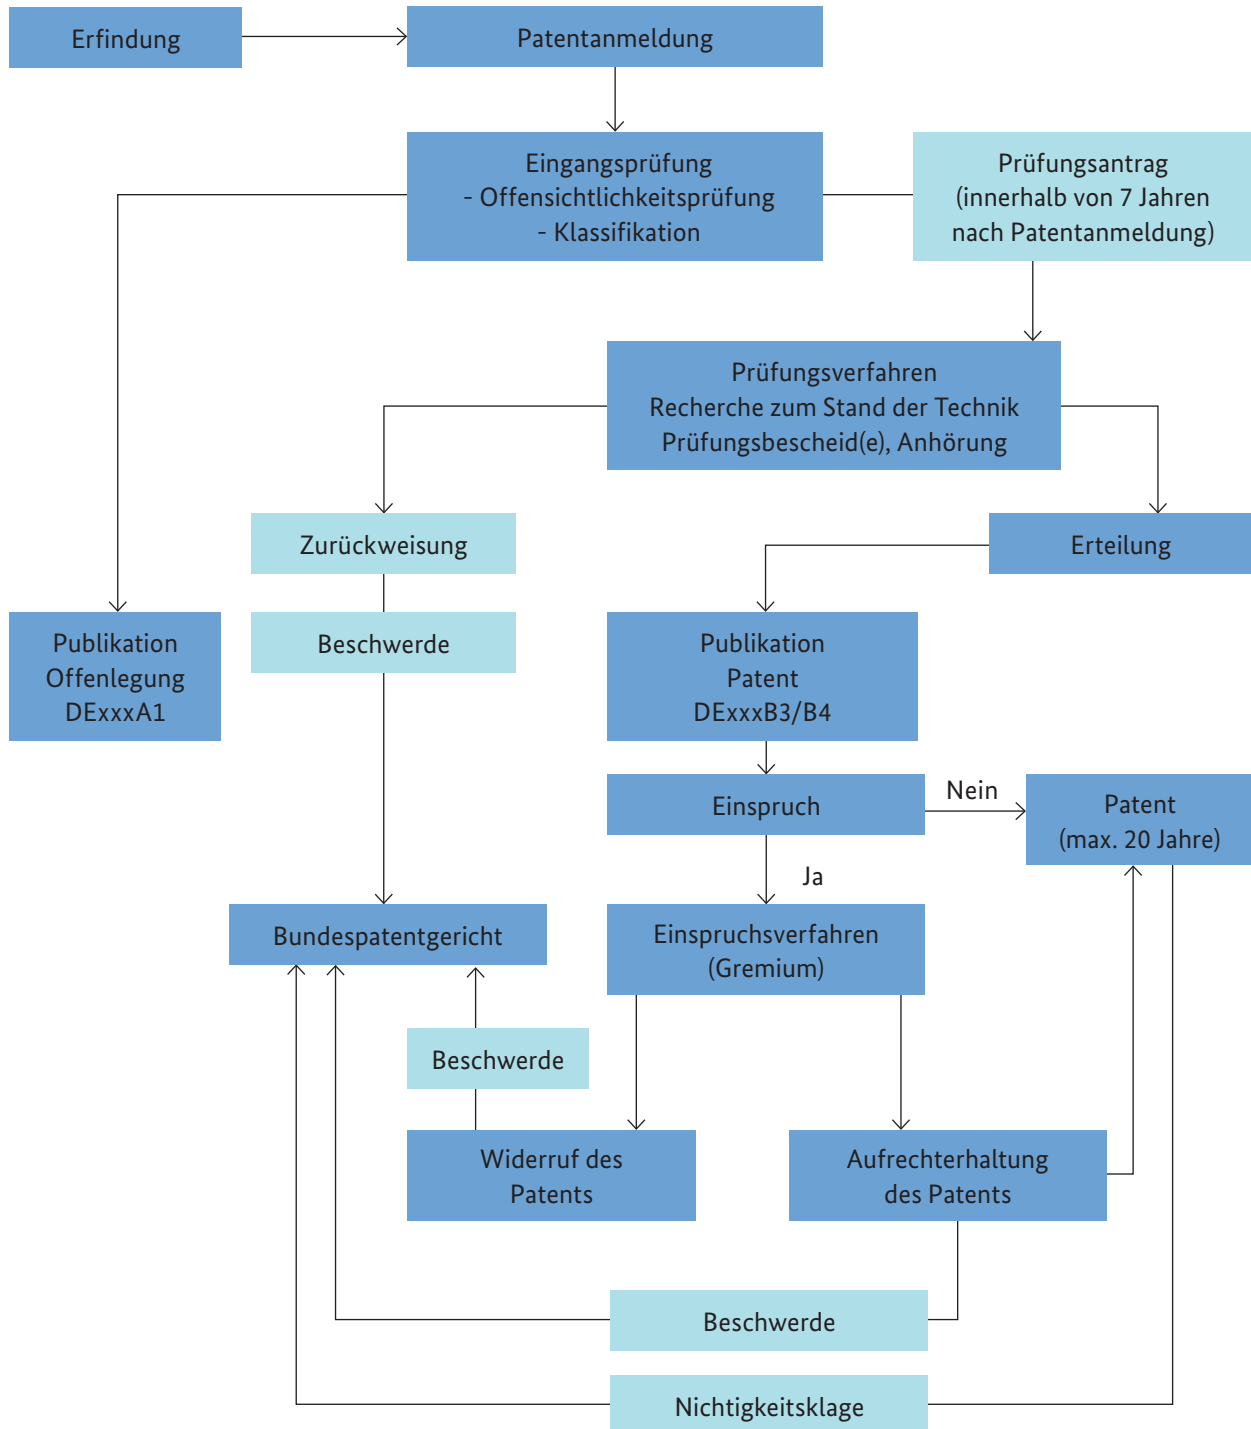 Erfindung
Patentanmeldung
Eingangsprüfung
- Offensichtlichkeitsprüfung
- Klassifikation
Prüfungsantrag
(innerhalb von 7 Jahren
nach Patentanmeldung)
Prüfungsverfahren
Recherche zum Stand der Technik
Prüfungsbescheid(e), Anhörung
Zurückweisung
Erteilung
Beschwerde
Publikation
Offenlegung
DExxxA1
Publikation
Patent
DExxxB3/B4
Einspruch
Nein
Patent
(max. 20 Jahre)
Ja
Bundespatentgericht
Einspruchsverfahren
(Gremium)
Beschwerde
Widerruf des
Patents
Aufrechterhaltung
des Patents
Beschwerde
Nichtigkeitsklage